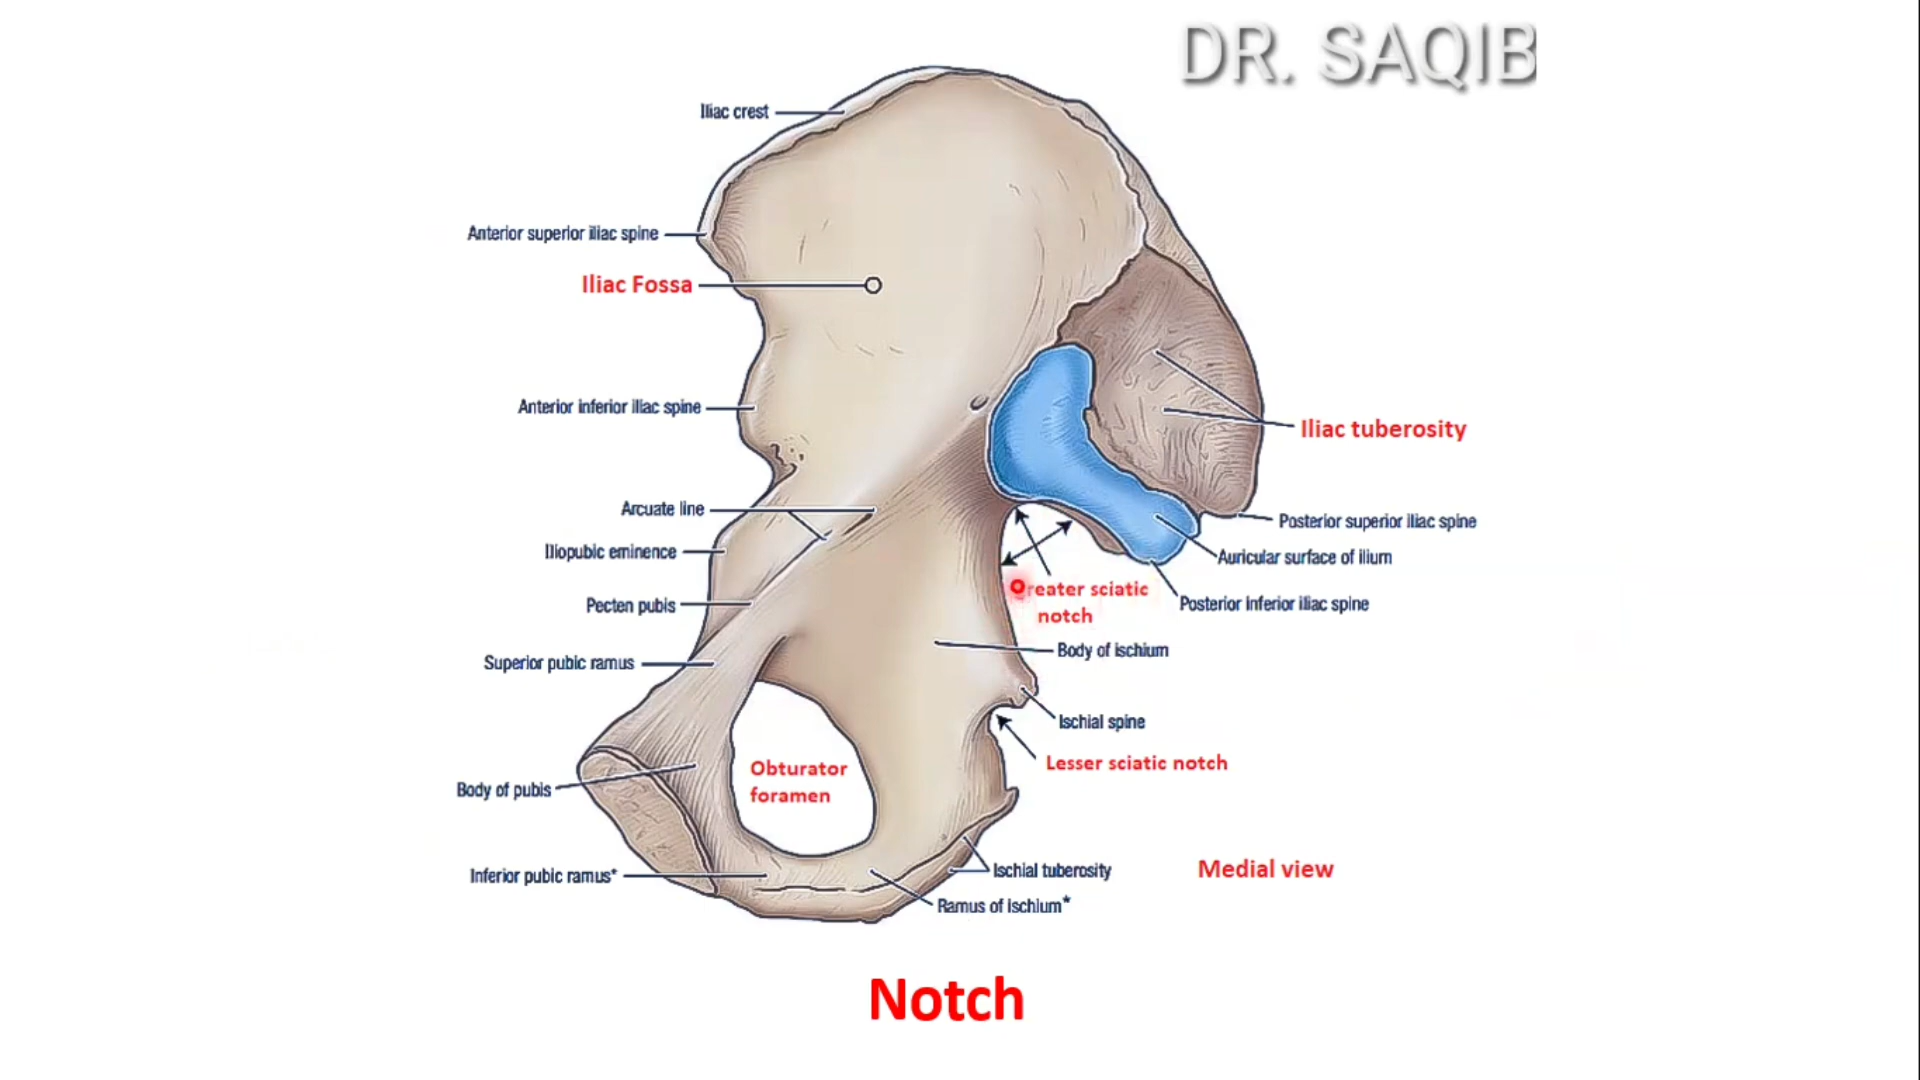 DR. SAQIB
Iliac crest
Anterior superior iliac spine
Iliac Fossa
Anterior inferior iliac spine
Iliac tuberosity
Arcuate line
Posterior superior iliac spine
Iliopubic eminence
Auricular surface of ilium
reater sciatic
notch
Pecten pubis
Posterior inferior iliac spine
Body of ischium
Superior pubic ramus
Ischial spine
Lesser sciatic notch
Obturator
foramen
Body of pubis
Inferior pubic ramus*
Ischial tuberosity
Medial view
Ramus of ischium*
Notch